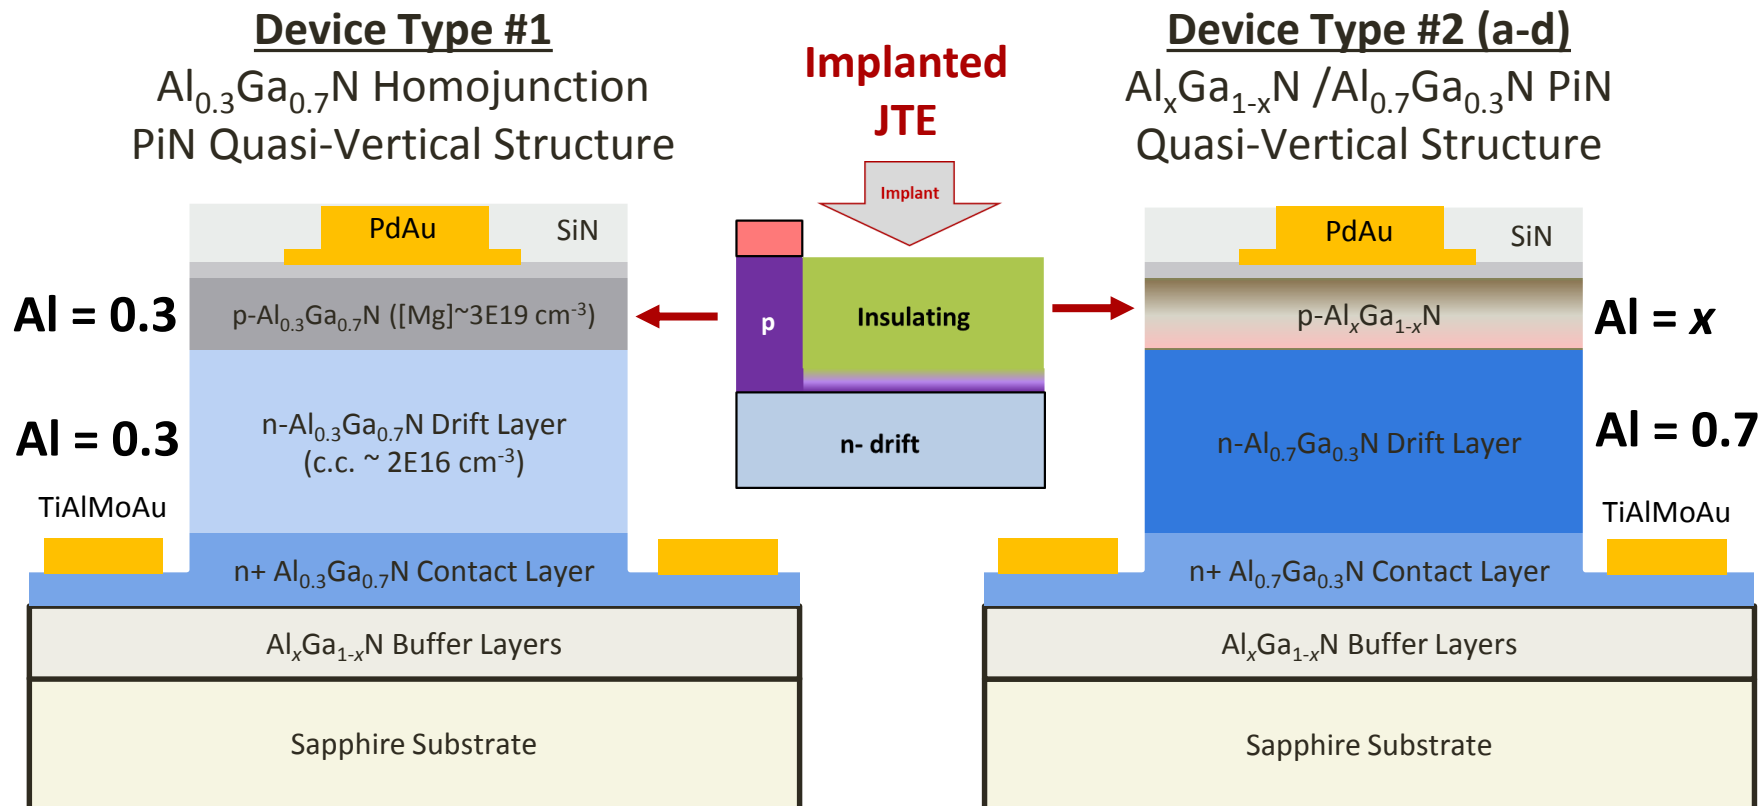 Device Type #1
Al₀.₃Ga₀.₇N Homojunction
PiN Quasi-Vertical Structure
PdAu
SiN
Al = 0.3
p-Al₀.₃Ga₀.₇N ([Mg]~3E19 cm⁻³)
Al = 0.3
n-Al₀.₃Ga₀.₇N Drift Layer
(c.c. ~ 2E16 cm⁻³)
TiAlMoAu
n+ Al₀.₃Ga₀.₇N Contact Layer
AlₓGa₁₋ₓN Buffer Layers
Sapphire Substrate
Implanted
JTE
Implant
p
Insulating
n- drift
Device Type #2 (a-d)
AlₓGa₁₋ₓN /Al₀.₇Ga₀.₃N PiN
Quasi-Vertical Structure
PdAu
SiN
p-AlₓGa₁₋ₓN
Al = x
n-Al₀.₇Ga₀.₃N Drift Layer
Al = 0.7
TiAlMoAu
n+ Al₀.₇Ga₀.₃N Contact Layer
AlₓGa₁₋ₓN Buffer Layers
Sapphire Substrate